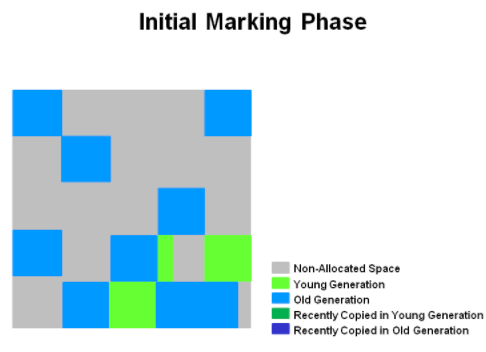 Initial Marking Phase
Non-Allocated Space
Young Generation
Old Generation
Recently Copied in Young Generation
Recently Copied in Old Generation